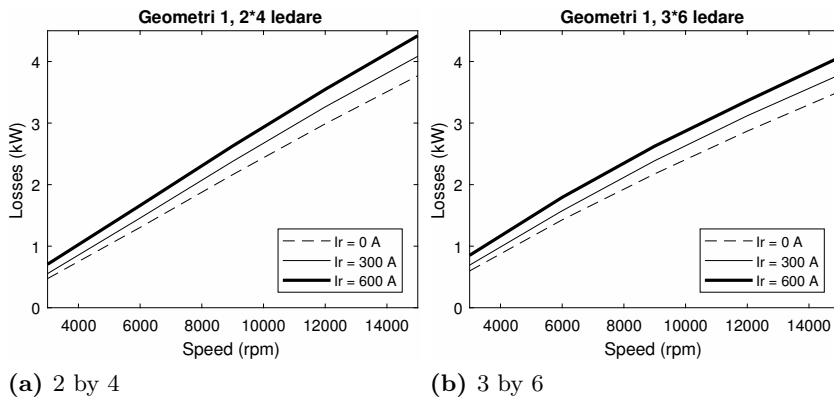 Geometri 1, 2*4 ledare
Losses (kW)
4
3
2
1
0
4000 6000 8000 10000 12000 14000
Speed (rpm)
Ir = 0 A
Ir = 300 A
Ir = 600 A
(a) 2 by 4
Geometri 1, 3*6 ledare
Losses (kW)
4
3
2
1
0
4000 6000 8000 10000 12000 14000
Speed (rpm)
Ir = 0 A
Ir = 300 A
Ir = 600 A
(b) 3 by 6